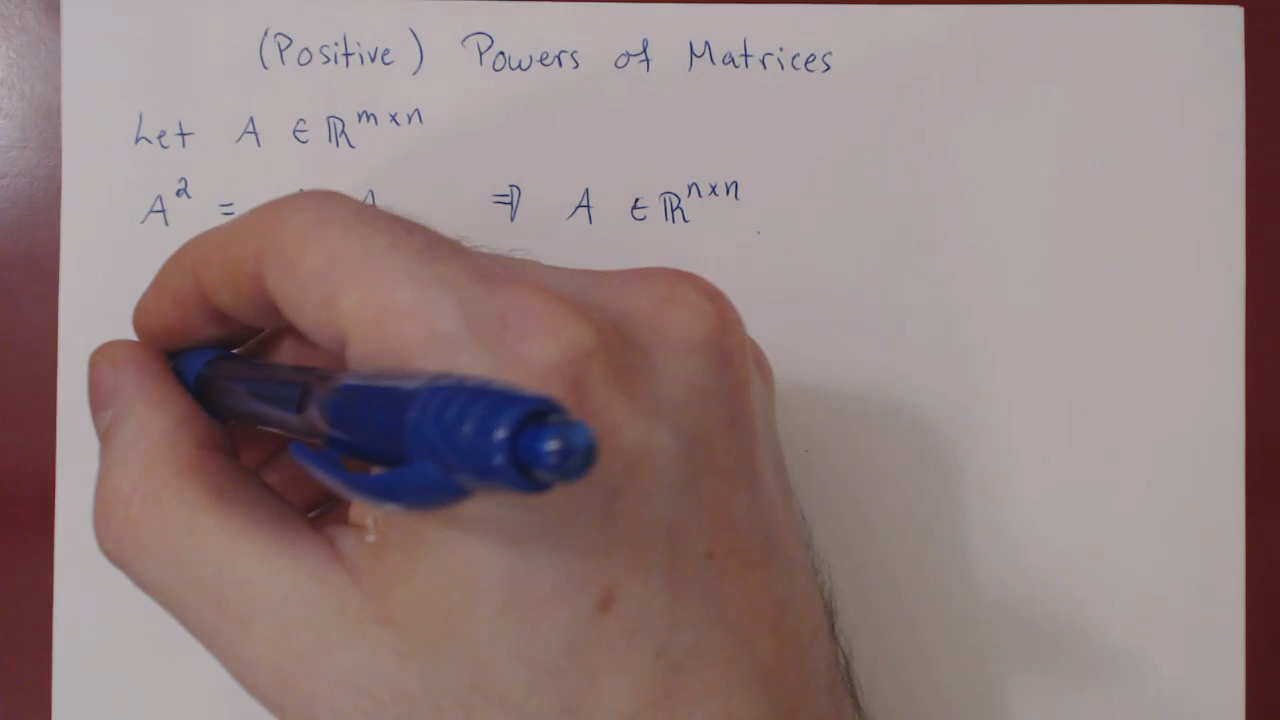 (Positive) Powers of Matrices
Let A ∈ ℝ^{m×n}
A² = A ⇒ A ∈ ℝ^{n×n}